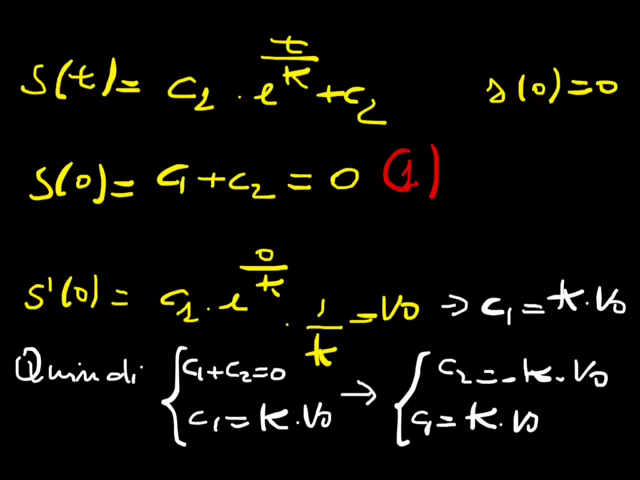 s(t) = c₁ · e^(t/k) + c₂    s(0) = 0
s(0) = c₁ + c₂ = 0 (1)
s'(0) = c₁ · e^(0/k) · 1/k = v₀ → c₁ = k · v₀
Quindi { c₁ + c₂ = 0 → { c₂ = -k · v₀
c₁ = k · v₀    c₁ = k · v₀